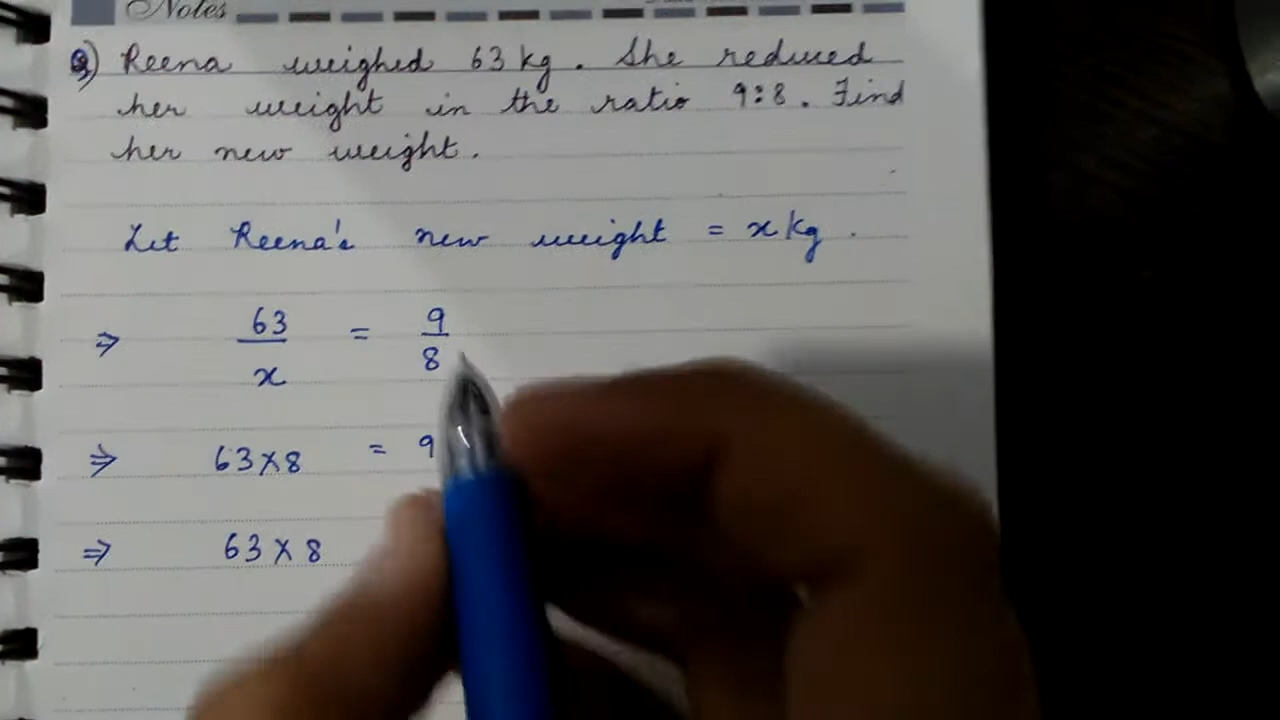 Notes
Q) Reena weighed 63 kg. She reduced
her weight in the ratio 9:8. Find
her new weight.
Let Reena's new weight = x kg.
⇒ 63/x = 9/8
⇒ 63×8 = 9
⇒ 63×8